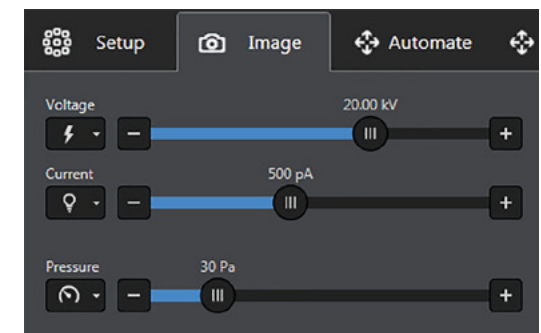 Setup Image Automate
Voltage 20.00 kV
Current 500 pA
Pressure 30 Pa